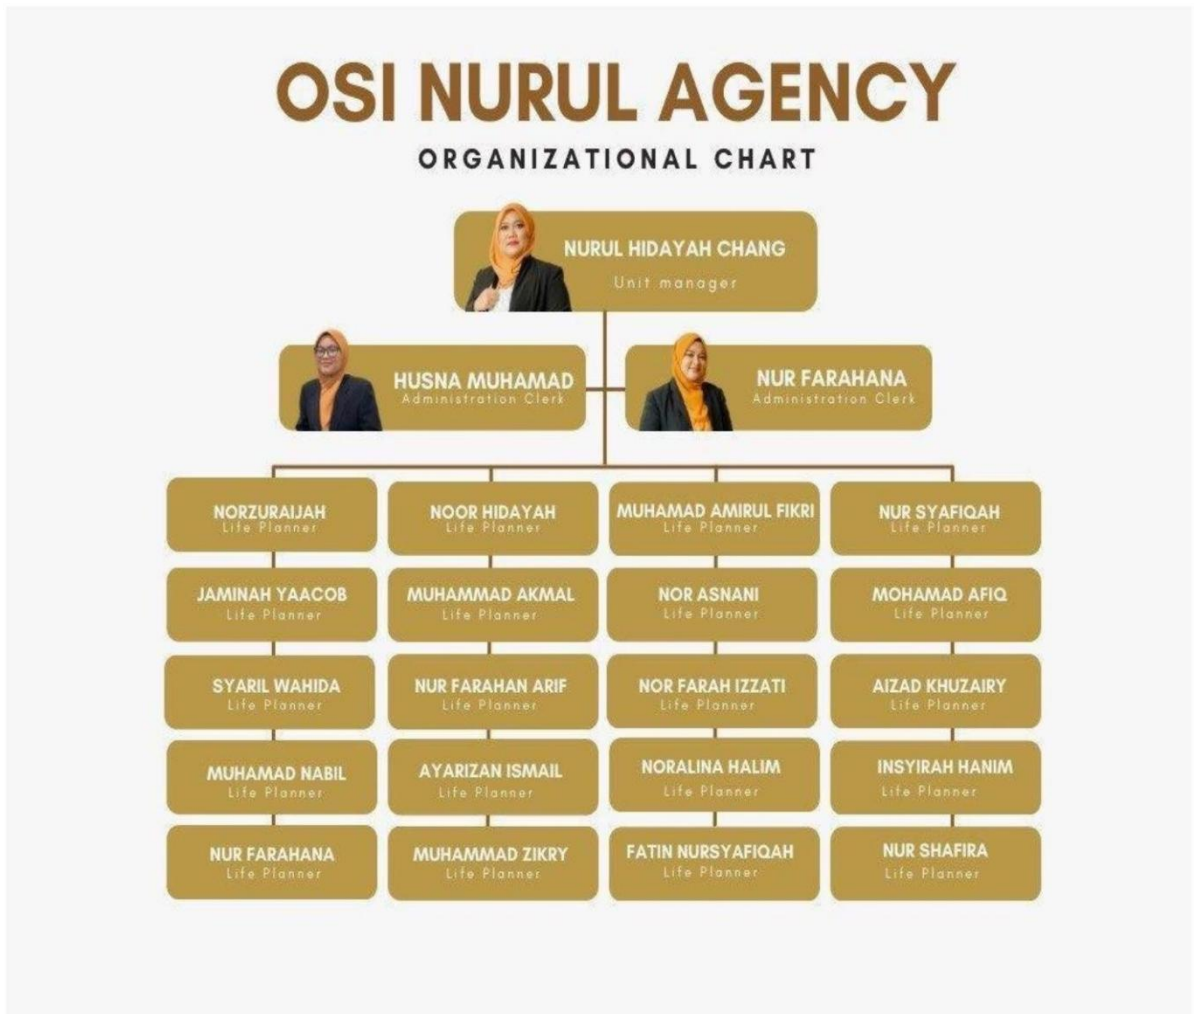 OSI NURUL AGENCY
ORGANIZATIONAL CHART
NURUL HIDAYAH CHANG
Unit manager
HUSNA MUHAMAD
Administration Clerk
NUR FARAHANA
Administration Clerk
NORZURAIJAH
Life Planner
NOOR HIDAYAH
Life Planner
MUHAMAD AMIRUL FIKRI
Life Planner
NUR SYAFIQAH
Life Planner
JAMINAH YAACOB
Life Planner
MUHAMMAD AKMAL
Life Planner
NOR ASNANI
Life Planner
MOHAMAD AFIQ
Life Planner
SYARIL WAHIDA
Life Planner
NUR FARAHAN ARIF
Life Planner
NOR FARAH IZZATI
Life Planner
AIZAD KHUZAIRY
Life Planner
MUHAMAD NABIL
Life Planner
AYARIZAN ISMAIL
Life Planner
NORALINA HALIM
Life Planner
INSYIRAH HANIM
Life Planner
NUR FARAHANA
Life Planner
MUHAMMAD ZIKRY
Life Planner
FATIN NURSYAFIQAH
Life Planner
NUR SHAFIRA
Life Planner